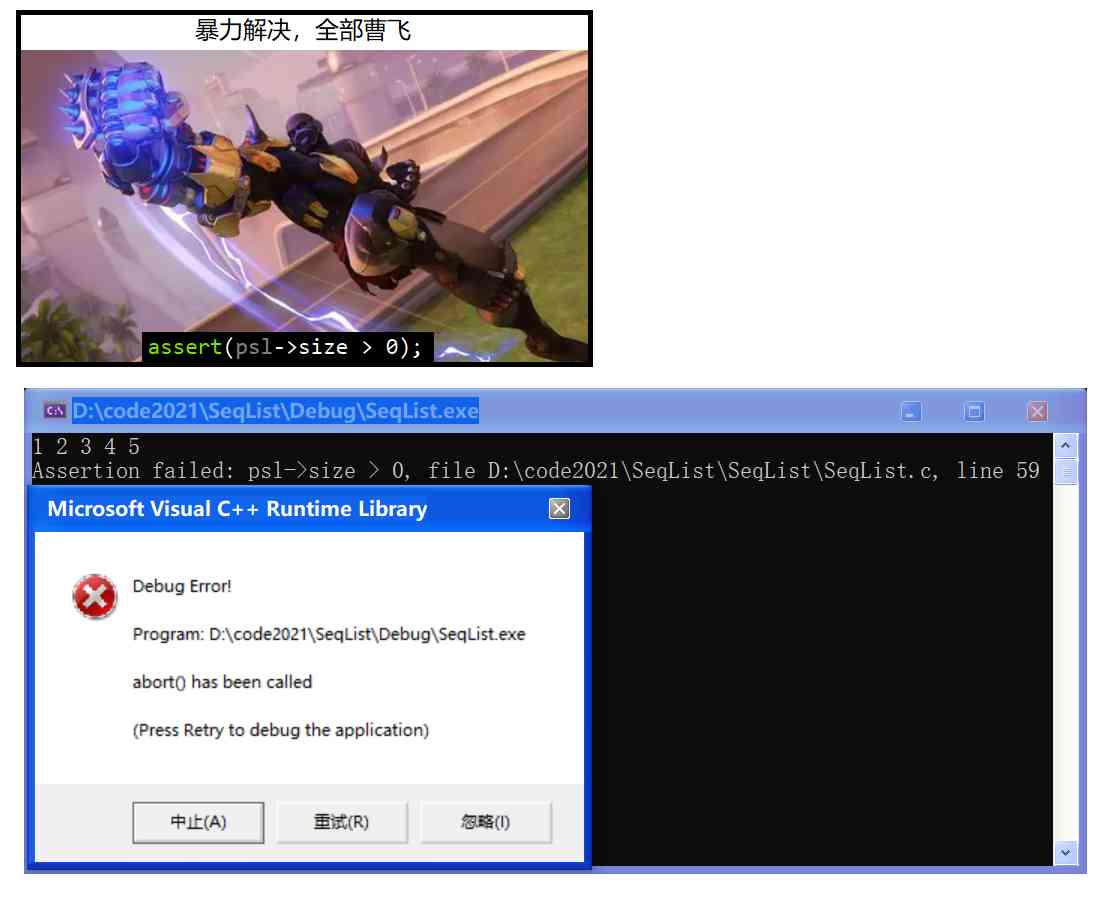 暴力解决，全部曹飞
assert(psl->size > 0);
D:\code2021\SeqList\Debug\SeqList.exe
1 2 3 4 5
Assertion failed: psl->size > 0, file D:\code2021\SeqList\SeqList\SeqList.c, line 59
Microsoft Visual C++ Runtime Library
Debug Error!
Program: D:\code2021\SeqList\Debug\SeqList.exe
abort() has been called
(Press Retry to debug the application)
中止(A) 重试(R) 忽略(I)